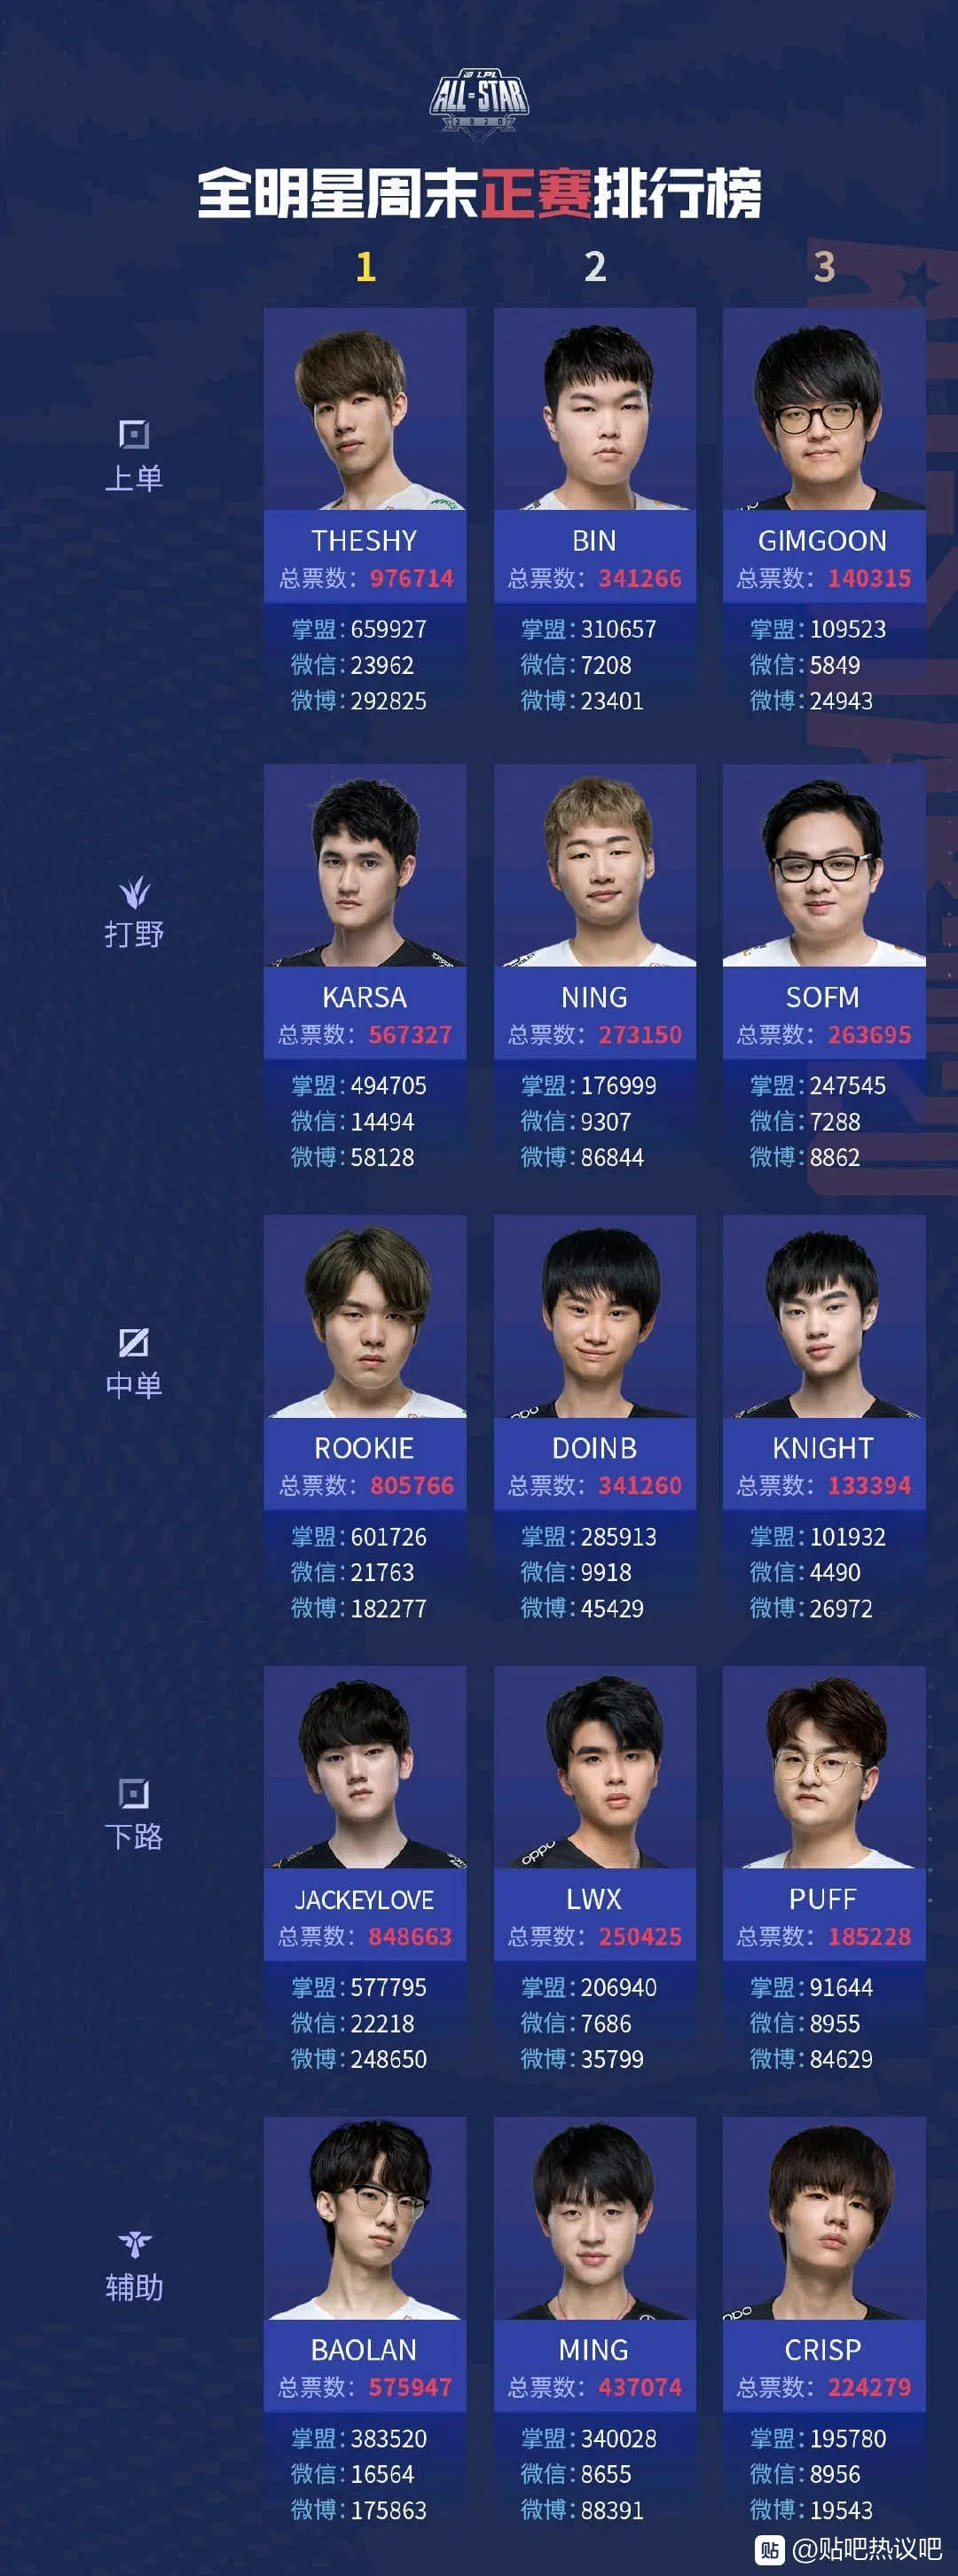 LPL
ALL-STAR
2020
全明星周末正赛排行榜
1 2 3
上单
THESHY BIN GIMGOON
总票数：976714 总票数：341266 总票数：140315
掌盟：659927 掌盟：310657 掌盟：109523
微信：23962 微信：7208 微信：5849
微博：292825 微博：23401 微博：24943
打野
KARSA NING SOFM
总票数：567327 总票数：273150 总票数：263695
掌盟：494705 掌盟：176999 掌盟：247545
微信：14494 微信：9307 微信：7288
微博：58128 微博：86844 微博：8862
oppo
中单
ROOKIE DOINB KNIGHT
总票数：805766 总票数：341260 总票数：133394
掌盟：601726 掌盟：285913 掌盟：101932
微信：21763 微信：9918 微信：4490
微博：182277 微博：45429 微博：26972
oppo
下路
JACKEYLOVE LWX PUFF
总票数：848663 总票数：250425 总票数：185228
掌盟：577795 掌盟：206940 掌盟：91644
微信：22218 微信：7686 微信：8955
微博：248650 微博：35799 微博：84629
oppo
辅助
BAOLAN MING CRISP
总票数：575947 总票数：437074 总票数：224279
掌盟：383520 掌盟：340028 掌盟：195780
微信：16564 微信：8655 微信：8956
微博：175863 微博：88391 微博：19543
贴 @贴吧热议吧